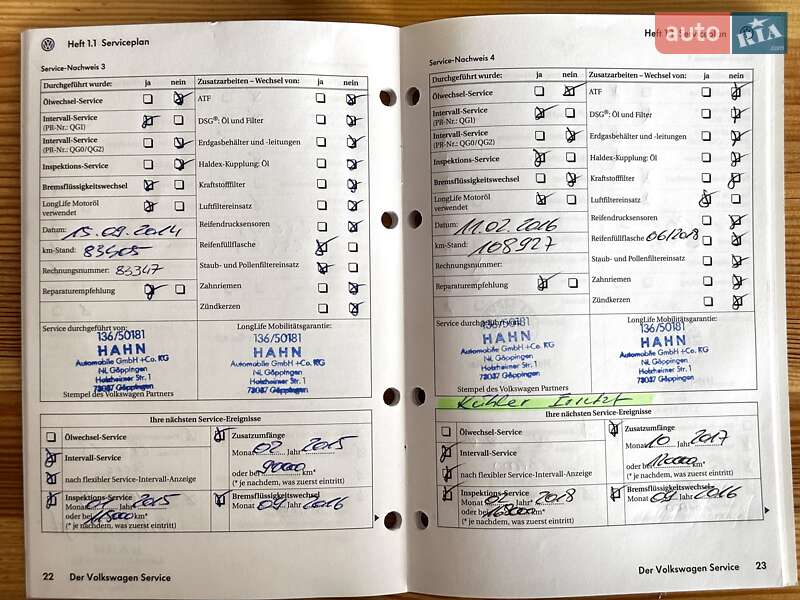 Heft 1.1 Serviceplan
Service-Nachweis 3
Durchgeführt wurde: ja nein
Zusatzarbeiten – Wechsel von: ja nein
Ölwechsel-Service
ATF
Intervall-Service
(PR-Nr.: QG1)
DSG®: Öl und Filter
Intervall-Service
(PR-Nr.: QG0/QG2)
Erdgasbehälter und -leitungen
Inspektions-Service
Haldex-Kupplung: Öl
Bremsflüssigkeitswechsel
Kraftstofffilter
LongLife Motoröl
verwendet
Luftfiltereinsatz
Datum: 15.09.2014
Reifendrucksensoren
km-Stand: 83405
Reifenfüllflasche
Rechnungsnummer: 83347
Staub- und Pollenfiltereinsatz
Reparaturempfehlung
Zahnriemen
Zündkerzen
Service durchgeführt von:
LongLife Mobilitätsgarantie:
136/50181
HAHN
Automobile GmbH +Co. KG
NL Göppingen
Holzheimer Str. 1
73037 Göppingen
136/50181
HAHN
Automobile GmbH +Co. KG
NL Göppingen
Holzheimer Str. 1
73037 Göppingen
Stempel des Volkswagen Partners
Ihre nächsten Service-Ereignisse
Ölwechsel-Service
Zusatzumfänge
Monat 02 Jahr 2015
oder bei 90000 km*
(* je nachdem, was zuerst eintritt)
Intervall-Service
nach flexibler Service-Intervall-Anzeige
Inspektions-Service
Monat Jahr 2015
oder bei 115000 km*
(* je nachdem, was zuerst eintritt)
Bremsflüssigkeitswechsel
Monat 09 Jahr 2016
22 Der Volkswagen Service
Serviceplan
auto RIA .com
Service-Nachweis 4
Durchgeführt wurde: ja nein
Zusatzarbeiten – Wechsel von: ja nein
Ölwechsel-Service
ATF
Intervall-Service
(PR-Nr.: QG1)
DSG®: Öl und Filter
Intervall-Service
(PR-Nr.: QG0/QG2)
Erdgasbehälter und -leitungen
Inspektions-Service
Haldex-Kupplung: Öl
Bremsflüssigkeitswechsel
Kraftstofffilter
LongLife Motoröl
verwendet
Luftfiltereinsatz
Datum: 11.02.2016
Reifendrucksensoren
km-Stand: 108927
Reifenfüllflasche 06/2018
Rechnungsnummer:
Staub- und Pollenfiltereinsatz
Reparaturempfehlung
Zahnriemen
Zündkerzen
Service durchgeführt von:
LongLife Mobilitätsgarantie:
136/50181
HAHN
Automobile GmbH +Co. KG
NL Göppingen
Holzheimer Str. 1
73037 Göppingen
136/50181
HAHN
Automobile GmbH +Co. KG
NL Göppingen
Holzheimer Str. 1
73037 Göppingen
Stempel des Volkswagen Partners
Kühler
Ihre nächsten Service-Ereignisse
Ölwechsel-Service
Zusatzumfänge
Monat 10 Jahr 2017
oder bei km*
(* je nachdem, was zuerst eintritt)
Intervall-Service
nach flexibler Service-Intervall-Anzeige
Inspektions-Service
Monat Jahr 2018
oder bei km*
(* je nachdem, was zuerst eintritt)
Bremsflüssigkeitswechsel
Monat 09 Jahr 2016
Der Volkswagen Service 23